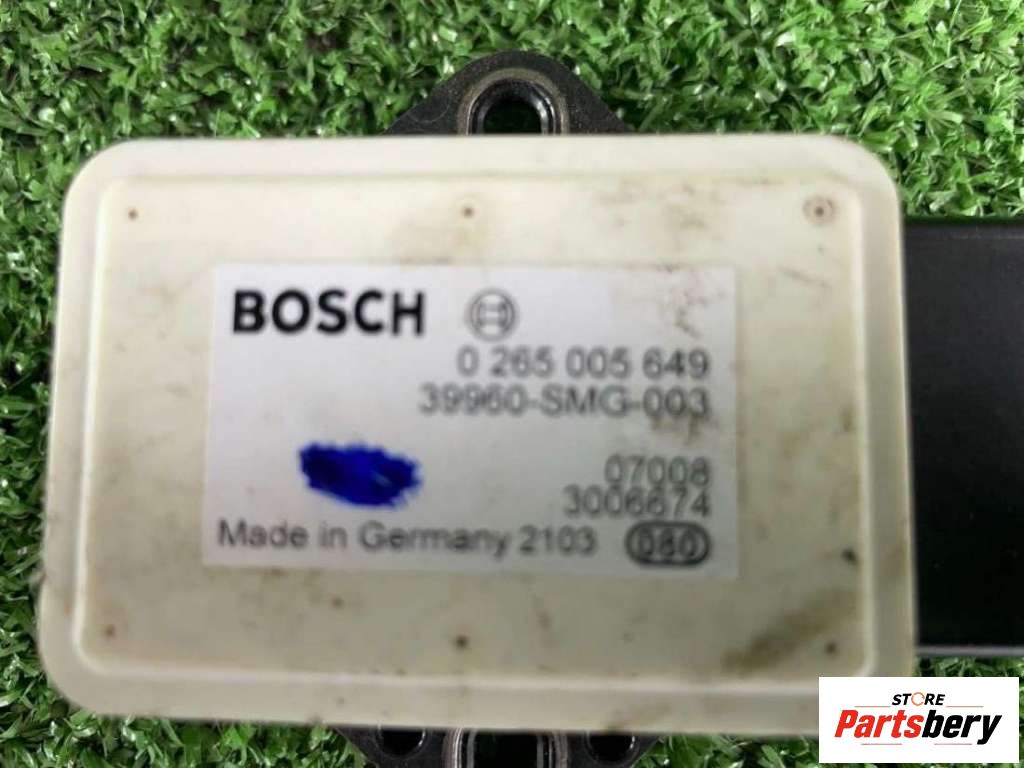 BOSCH
0 265 005 649
39960-SMG-003
07008
3006674
Made in Germany 2103 080
STORE
Partsbery